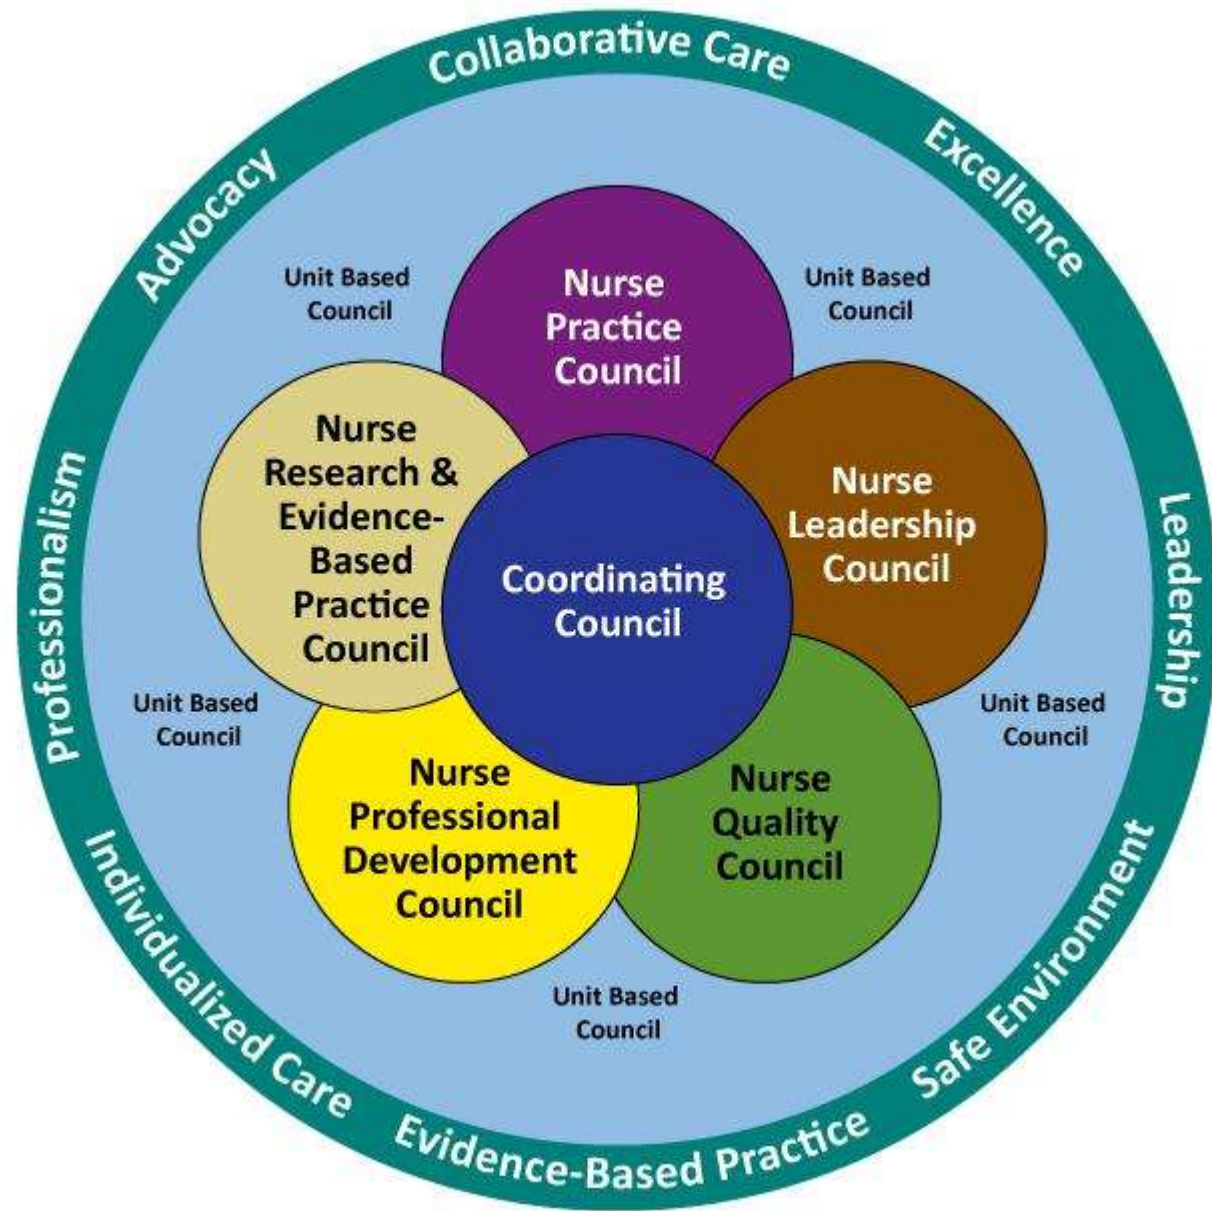 Collaborative Care
Excellence
Leadership
Safe Environment
Evidence-Based Practice
Individualized Care
Professionalism
Advocacy
Unit Based
Council
Nurse
Practice
Council
Unit Based
Council
Nurse
Research &
Evidence-
Based
Practice
Council
Coordinating
Council
Nurse
Leadership
Council
Unit Based
Council
Unit Based
Council
Nurse
Professional
Development
Council
Nurse
Quality
Council
Unit Based
Council